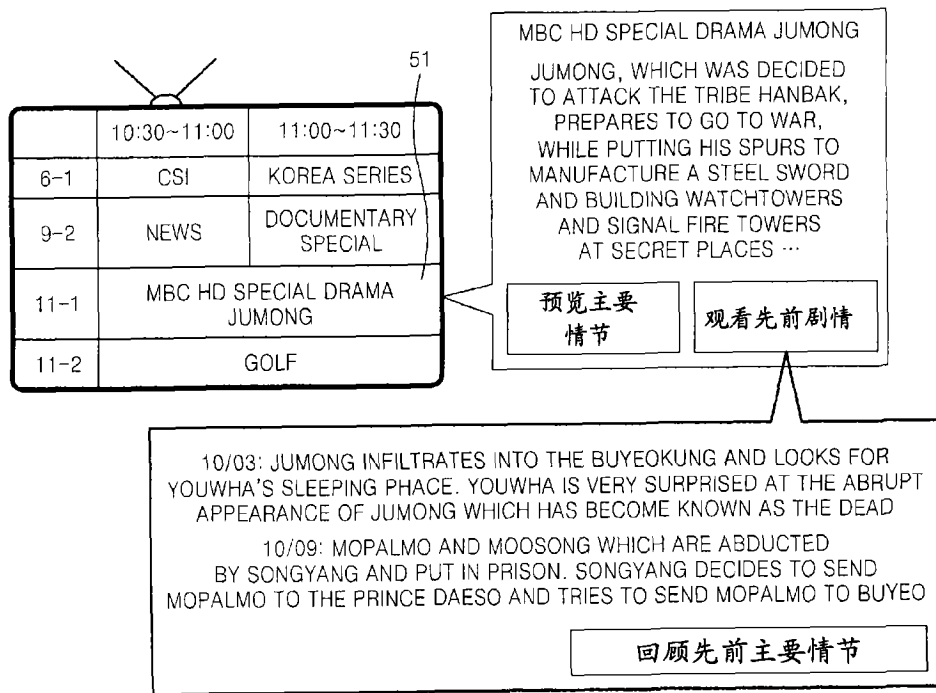 51
10:30~11:00 11:00~11:30
6-1 CSI KOREA SERIES
9-2 NEWS DOCUMENTARY
SPECIAL
11-1 MBC HD SPECIAL DRAMA
JUMONG
11-2 GOLF
MBC HD SPECIAL DRAMA JUMONG
JUMONG, WHICH WAS DECIDED
TO ATTACK THE TRIBE HANBAK,
PREPARES TO GO TO WAR,
WHILE PUTTING HIS SPURS TO
MANUFACTURE A STEEL SWORD
AND BUILDING WATCHTOWERS
AND SIGNAL FIRE TOWERS
AT SECRET PLACES ···
预览主要
情节
观看先前剧情
10/03: JUMONG INFILTRATES INTO THE BUYEOKUNG AND LOOKS FOR
YOUWHA'S SLEEPING PHACE. YOUWHA IS VERY SURPRISED AT THE ABRUPT
APPEARANCE OF JUMONG WHICH HAS BECOME KNOWN AS THE DEAD
10/09: MOPALMO AND MOOSONG WHICH ARE ABDUCTED
BY SONGYANG AND PUT IN PRISON. SONGYANG DECIDES TO SEND
MOPALMO TO THE PRINCE DAESO AND TRIES TO SEND MOPALMO TO BUYEO
回顾先前主要情节